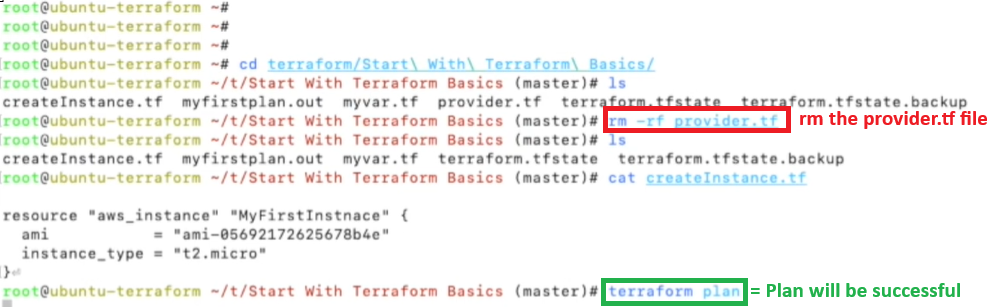 root@ubuntu-terraform ~#
root@ubuntu-terraform ~#
root@ubuntu-terraform ~#
root@ubuntu-terraform ~# cd terraform/Start\ With\ Terraform\ Basics/
root@ubuntu-terraform ~/t/Start With Terraform Basics (master)# ls
createInstance.tf myfirstplan.out myvar.tf provider.tf terraform.tfstate terraform.tfstate.backup
root@ubuntu-terraform ~/t/Start With Terraform Basics (master)# rm -rf provider.tf rm the provider.tf file
root@ubuntu-terraform ~/t/Start With Terraform Basics (master)# ls
createInstance.tf myfirstplan.out myvar.tf terraform.tfstate terraform.tfstate.backup
root@ubuntu-terraform ~/t/Start With Terraform Basics (master)# cat createInstance.tf
resource "aws_instance" "MyFirstInstnace" {
ami = "ami-05692172625678b4e"
instance_type = "t2.micro"
}⏎
root@ubuntu-terraform ~/t/Start With Terraform Basics (master)# terraform plan = Plan will be successful